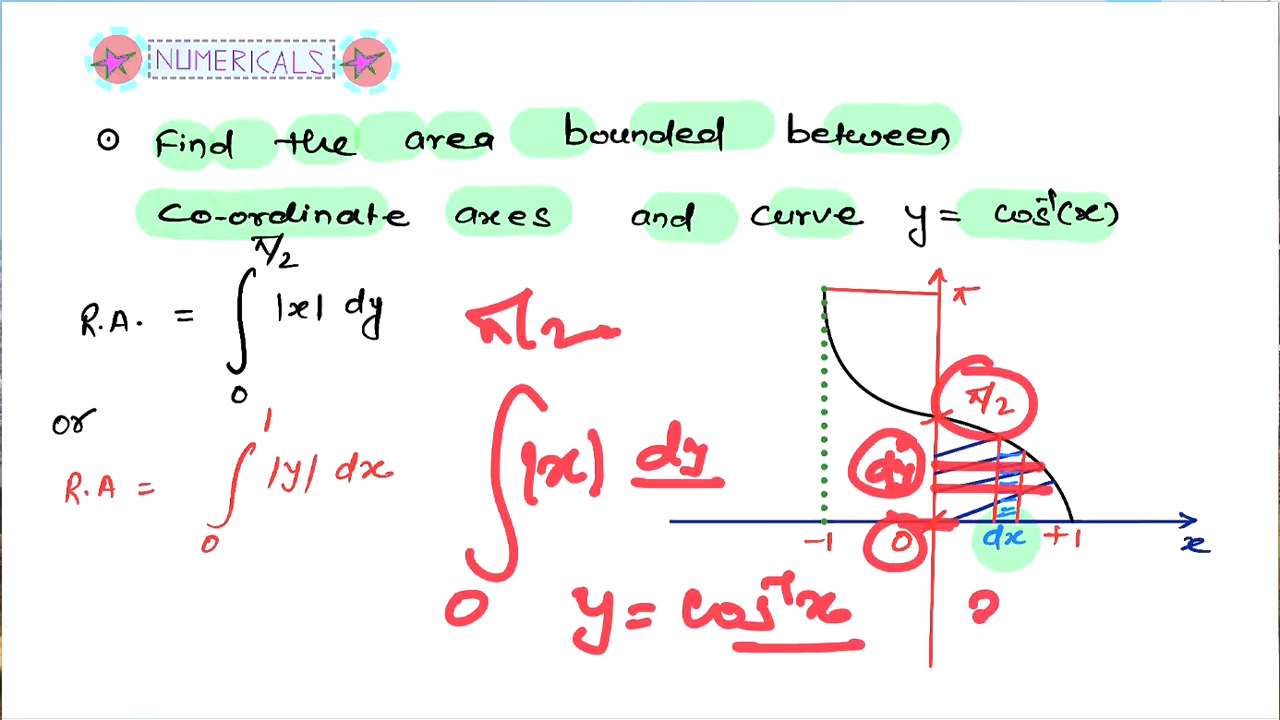 NUMERICALS
⊙ Find the area bounded between
Co-ordinate axes and curve y = cos⁻¹(x)
R.A. = ∫₀^{π/2} |x| dy
or
R.A = ∫₀^{1} |y| dx
∫₀^{π/2} |x| dy
y = cos⁻¹x
π
π/2
dy
-1
0
dx
+1
x